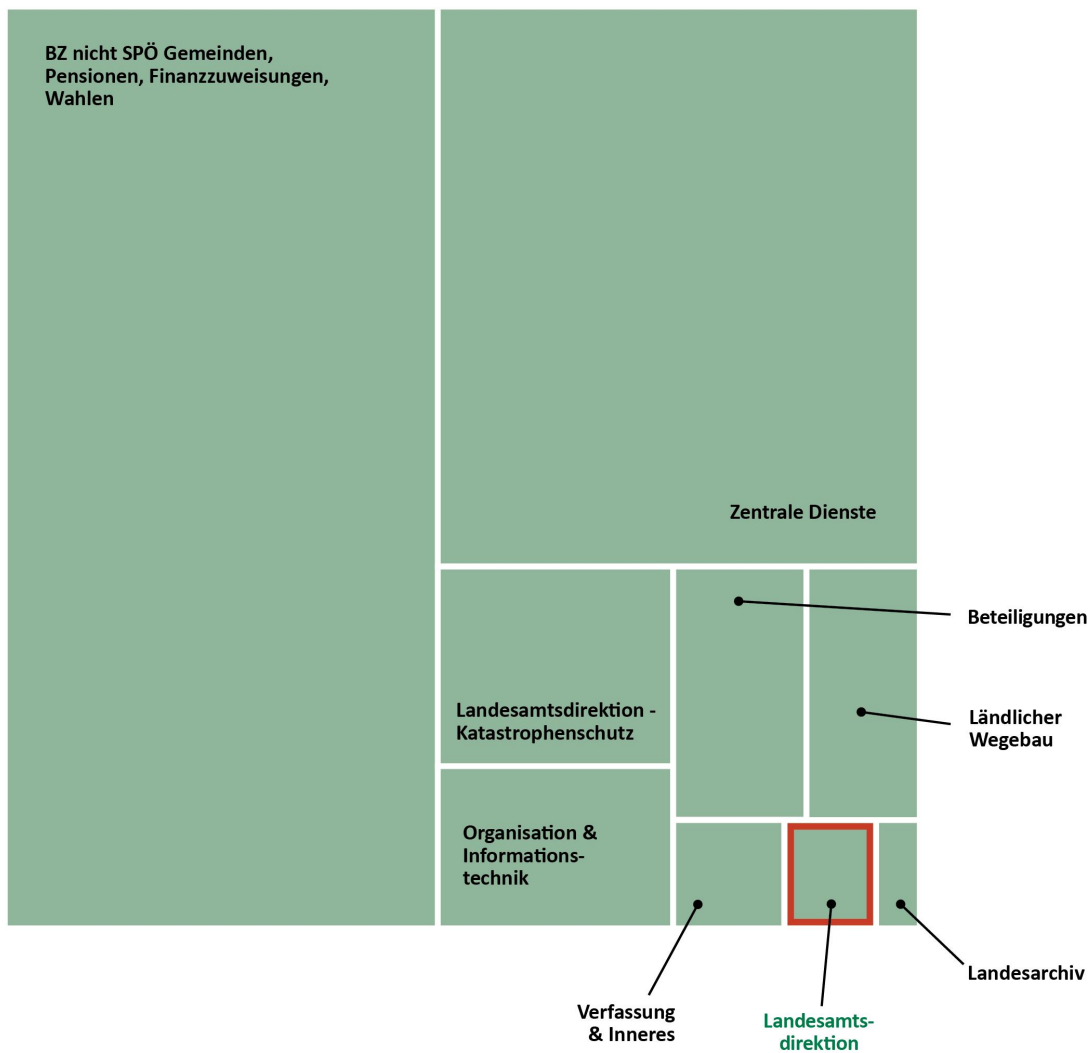 BZ nicht SPÖ Gemeinden,
Pensionen, Finanzzuweisungen,
Wahlen
Zentrale Dienste
Beteiligungen
Landesamtsdirektion -
Katastrophenschutz
Ländlicher
Wegebau
Organisation &
Informations-
technik
Landesarchiv
Verfassung
& Inneres
Landesamts-
direktion